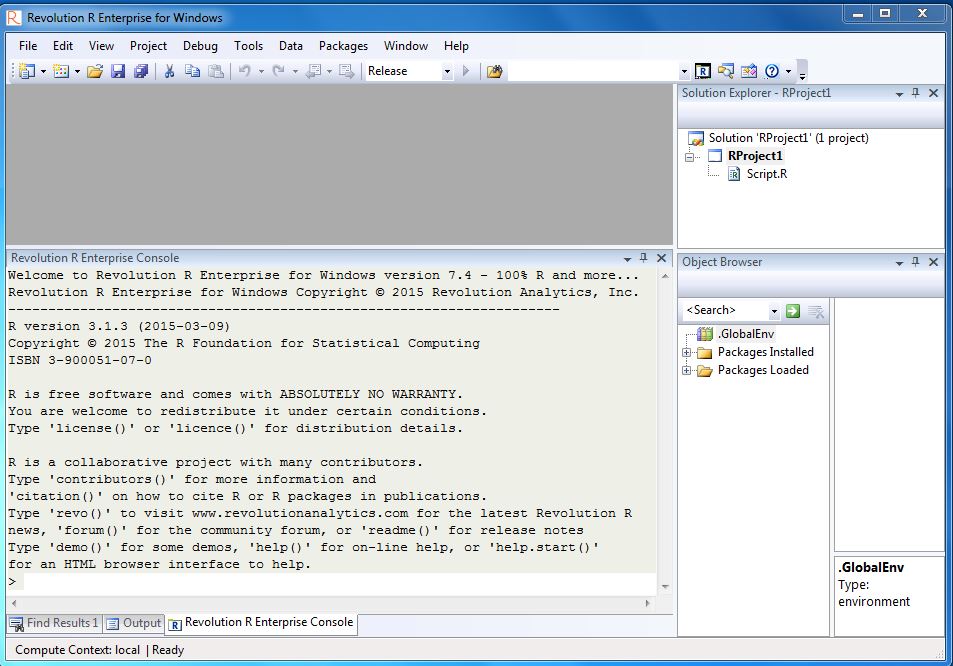 Revolution R Enterprise for Windows
File Edit View Project Debug Tools Data Packages Window Help
Release
Solution Explorer - RProject1
Solution 'RProject1' (1 project)
RProject1
Script.R
Revolution R Enterprise Console
Welcome to Revolution R Enterprise for Windows version 7.4 - 100% R and more...
Revolution R Enterprise for Windows Copyright © 2015 Revolution Analytics, Inc.
---------------------------------------------------------------------
R version 3.1.3 (2015-03-09)
Copyright © 2015 The R Foundation for Statistical Computing
ISBN 3-900051-07-0
R is free software and comes with ABSOLUTELY NO WARRANTY.
You are welcome to redistribute it under certain conditions.
Type 'license()' or 'licence()' for distribution details.
R is a collaborative project with many contributors.
Type 'contributors()' for more information and
'citation()' on how to cite R or R packages in publications.
Type 'revo()' to visit www.revolutionanalytics.com for the latest Revolution R
news, 'forum()' for the community forum, or 'readme()' for release notes
Type 'demo()' for some demos, 'help()' for on-line help, or 'help.start()'
for an HTML browser interface to help.
>
Object Browser
<Search>
.GlobalEnv
Packages Installed
Packages Loaded
.GlobalEnv
Type:
environment
Find Results 1 Output Revolution R Enterprise Console
Compute Context: local | Ready